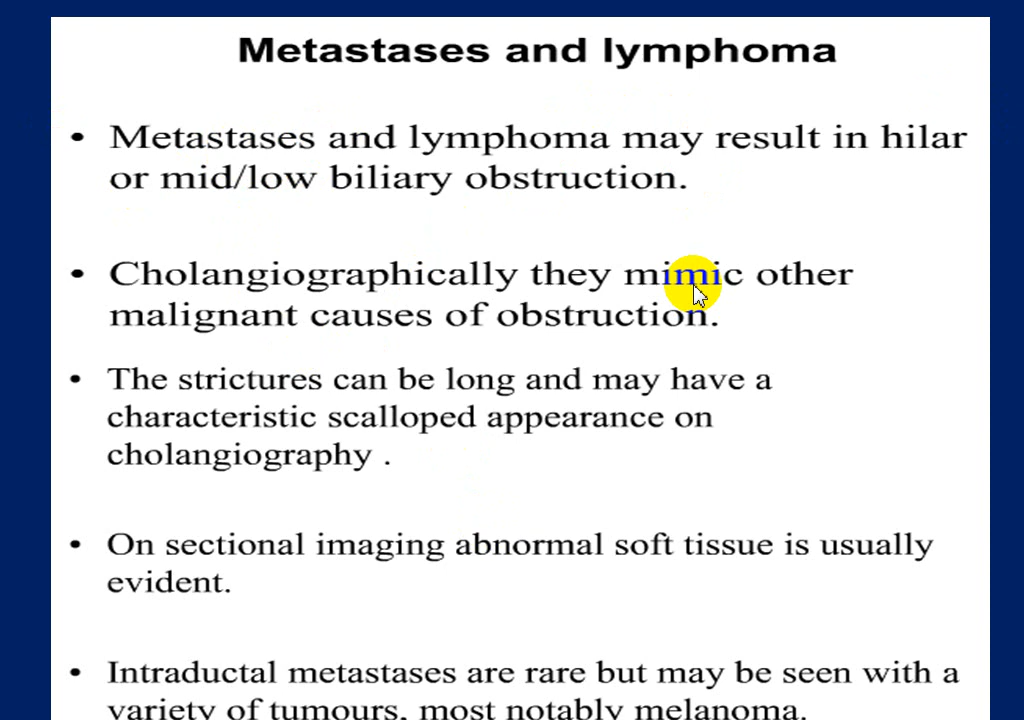 Metastases and lymphoma
• Metastases and lymphoma may result in hilar
or mid/low biliary obstruction.
• Cholangiographically they mimic other
malignant causes of obstruction.
• The strictures can be long and may have a
characteristic scalloped appearance on
cholangiography .
• On sectional imaging abnormal soft tissue is usually
evident.
• Intraductal metastases are rare but may be seen with a
variety of tumours, most notably melanoma.